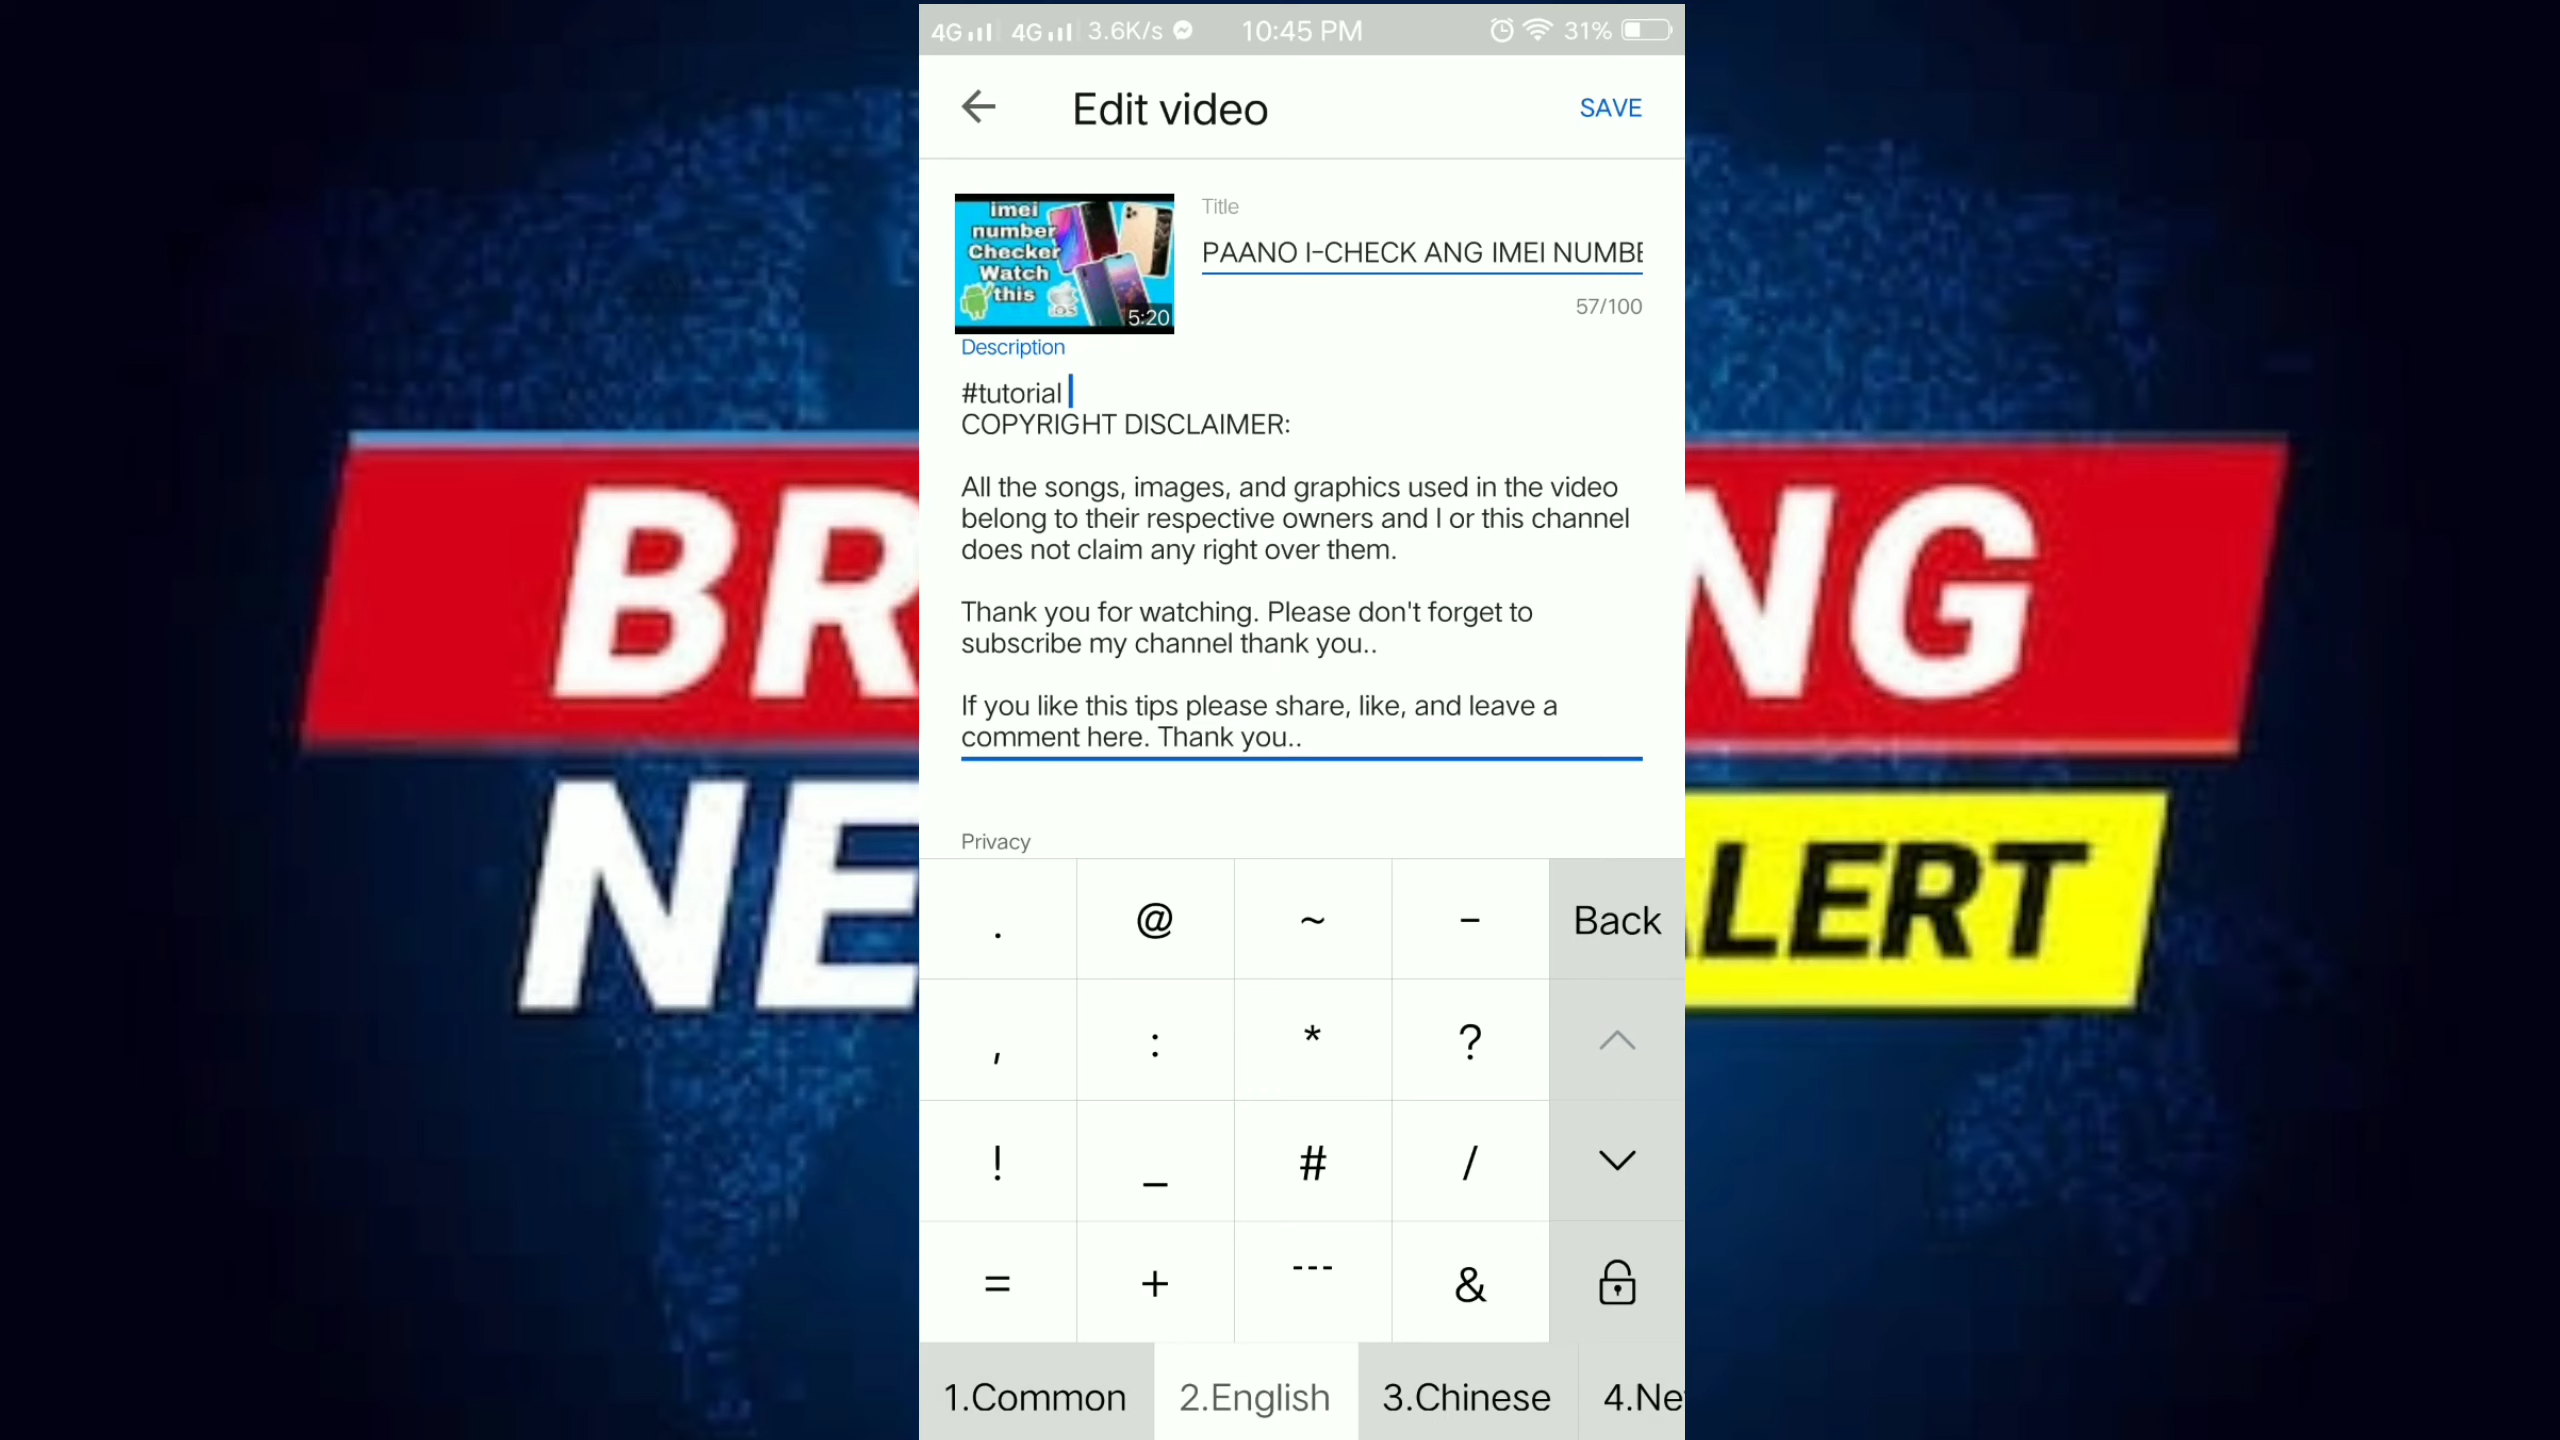 4G 4G 3.6K/s 10:45 PM 31%
Edit video SAVE
imei
number
Checker
Watch
this
iOS
5:20
Title
PAANO I-CHECK ANG IMEI NUMBE
57/100
Description
#tutorial
COPYRIGHT DISCLAIMER:
All the songs, images, and graphics used in the video
belong to their respective owners and I or this channel
does not claim any right over them.
Thank you for watching. Please don't forget to
subscribe my channel thank you..
If you like this tips please share, like, and leave a
comment here. Thank you..
Privacy
. @ ~ - Back
, : * ?
! _ # /
= + --- &
1.Common 2.English 3.Chinese 4.Ne
BR NG
NE LERT